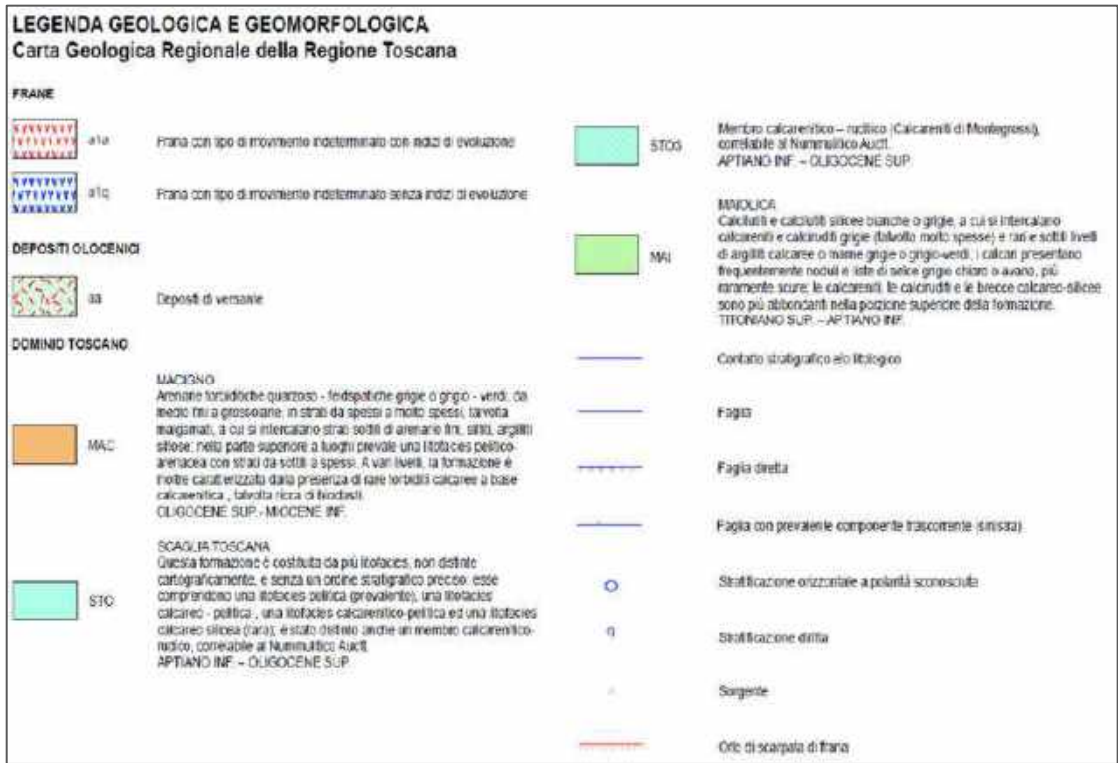 LEGENDA GEOLOGICA E GEOMORFOLOGICA
Carta Geologica Regionale della Regione Toscana
FRANE
a1a
Frana con tipo di movimento indeterminato con indizi di evoluzione
a1q
Frana con tipo di movimento indeterminato senza indizi di evoluzione
DEPOSITI OLOCENICI
aa
Depositi di versante
DOMINIO TOSCANO
MACIGNO
MAC
Arenarie torbiditiche quarzoso - feldspatiche grigie o grigio - verdi, da
medio fini a grossolane, in strati da spessi a molto spessi, talvolta
malgamati, a cui si intercalano strati sottili di arenarie fini, siltiti, argilliti
siltose; nella parte superiore a luoghi prevale una litofacies pelitico-
arenacea con strati da sottili a spessi. A vari livelli, la formazione è
inoltre caratterizzata dalla presenza di rare torbiditi calcaree a base
calcarenitica , talvolta ricca di bioclasti.
OLIGOCENE SUP.- MIOCENE INF.
SCAGLIA TOSCANA
STO
Questa formazione è costituita da più litofacies, non distinte
cartograficamente, e senza un ordine stratigrafico preciso; esse
comprendono una litofacies pelitica (prevalente), una litofacies
calcareo - pelitica , una litofacies calcarenitico-pelitica ed una litofacies
calcareo silicea (rara); è stato distinto anche un membro calcarenitico-
ruditico, correlabile al Nummulitico Auctt.
APTIANO INF. – OLIGOCENE SUP.
STO3
Membro calcarenitico – ruditico (Calcareniti di Montegrossi),
correlabile al Nummulitico Auctt.
APTIANO INF. – OLIGOCENE SUP.
MAIOLICA
MAI
Calcilutiti e calcilutiti silicee bianche o grigie, a cui si intercalano
calcareniti e calciruditi grigie (talvolta molto spesse) e rari e sottili livelli
di argilliti calcaree o marne grigie o grigio-verdi; i calcari presentano
frequentemente noduli e liste di selce grigio chiaro o avano, più
raramente scure; le calcareniti, le calciruditi e le brecce calcareo-silicee
sono più abbondanti nella porzione superiore della formazione.
TITONIANO SUP. – APTIANO INF.
Contatto stratigrafico e/o litologico
Faglia
Faglia diretta
Faglia con prevalente componente trascorrente (sinistra)
Stratificazione orizzontale a polarità sconosciuta
Stratificazione diritta
Sorgente
Orlo di scarpata di frana